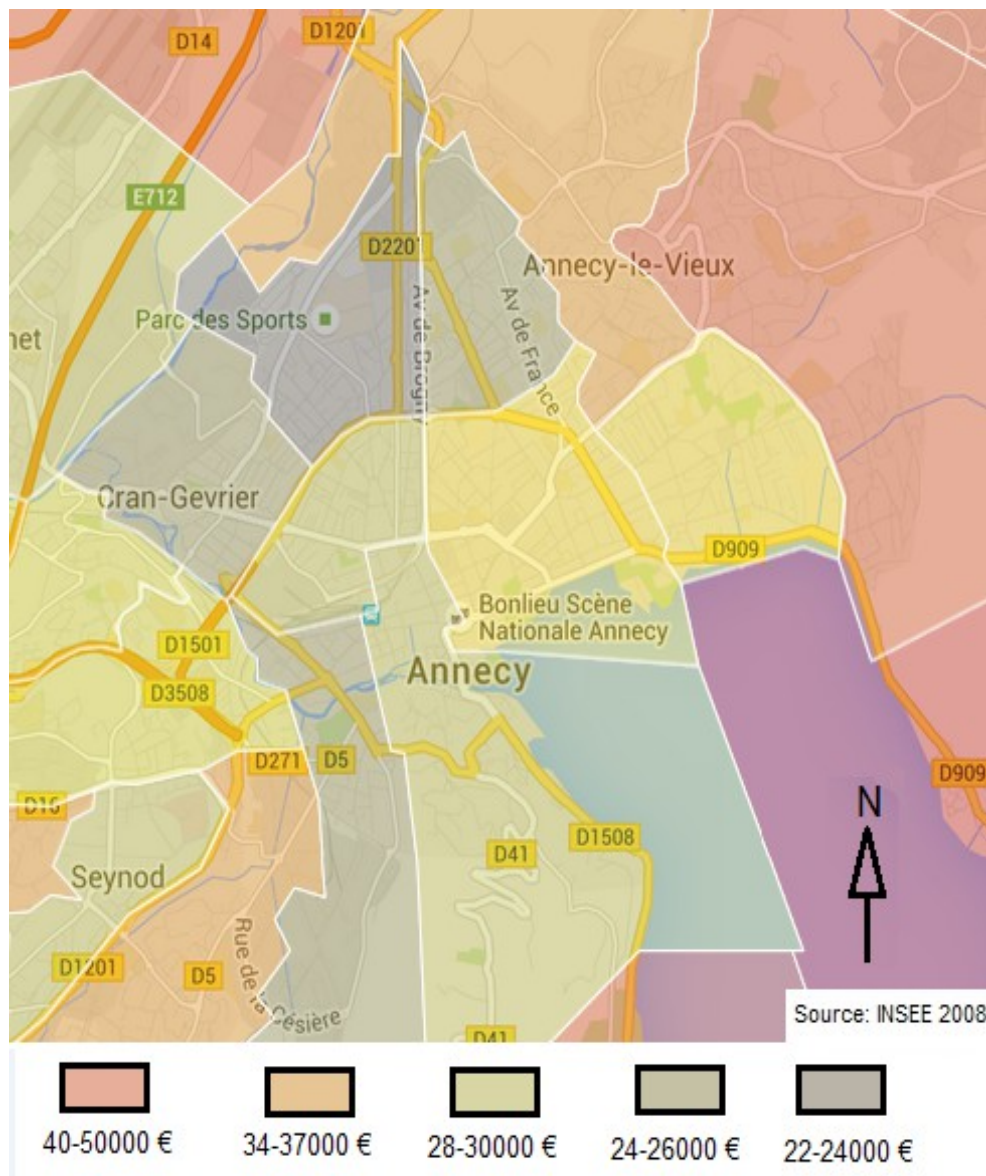 D14
D1201
E712
D2201
Annecy-le-Vieux
Av de Brogny
Av de France
Parc des Sports
net
Cran-Gevrier
D909
Bonlieu Scène
Nationale Annecy
D1501
Annecy
D3508
D271
D5
D909
D16
N
D1508
D41
Seynod
Rue de la Césière
D1201
D5
Source: INSEE 2008
D41
40-50000 €
34-37000 €
28-30000 €
24-26000 €
22-24000 €